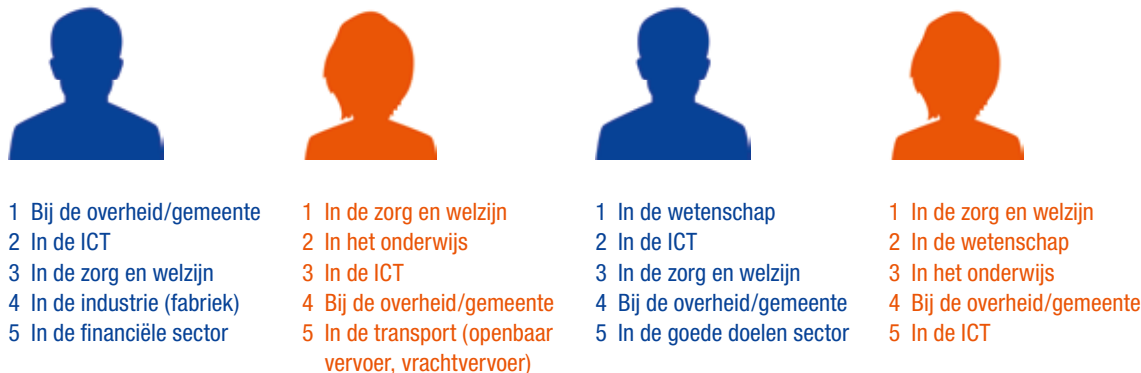 1 Bij de overheid/gemeente
2 In de ICT
3 In de zorg en welzijn
4 In de industrie (fabriek)
5 In de financiële sector
1 In de zorg en welzijn
2 In het onderwijs
3 In de ICT
4 Bij de overheid/gemeente
5 In de transport (openbaar
vervoer, vrachtvervoer)
1 In de wetenschap
2 In de ICT
3 In de zorg en welzijn
4 Bij de overheid/gemeente
5 In de goede doelen sector
1 In de zorg en welzijn
2 In de wetenschap
3 In het onderwijs
4 Bij de overheid/gemeente
5 In de ICT